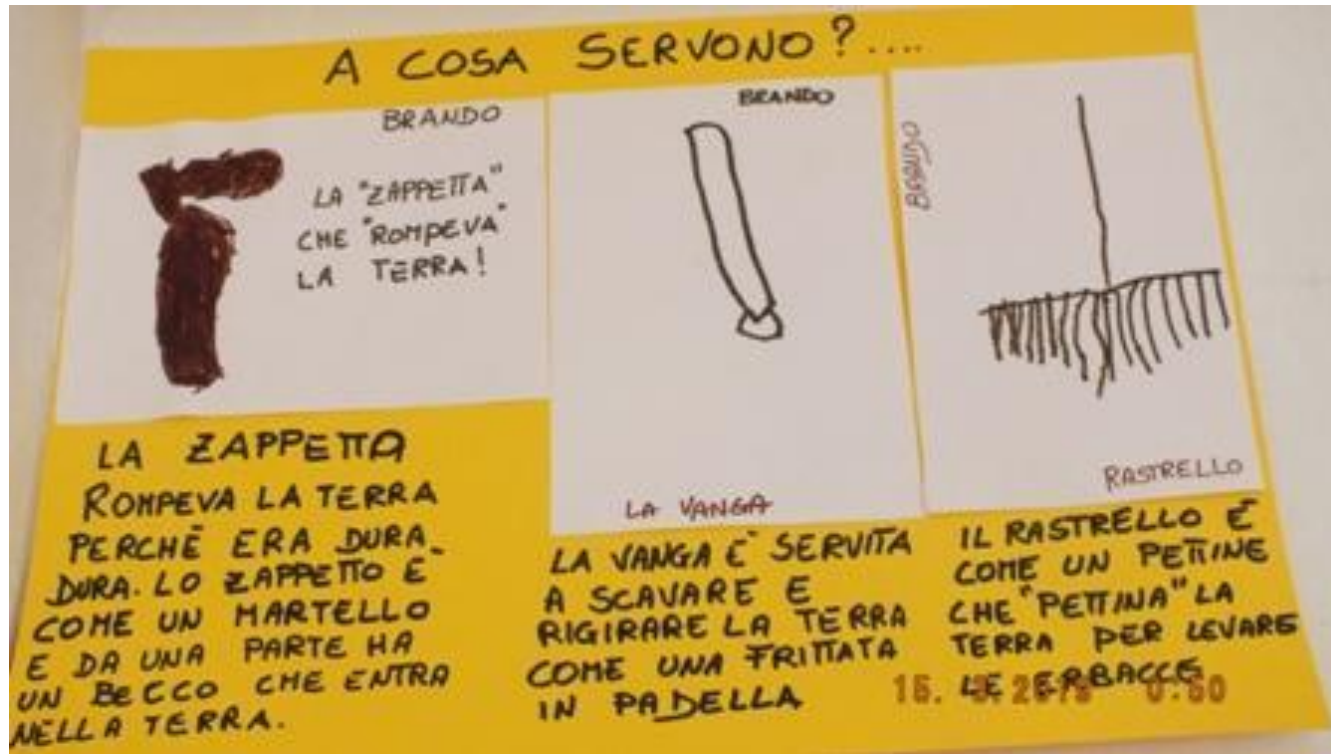 A COSA SERVONO?....
BRANDO
LA "ZAPPETTA"
CHE "ROMPEVA"
LA TERRA!
LA ZAPPETTA
ROMPEVA LA TERRA
PERCHÈ ERA DURA
DURA. LO ZAPPETTO È
COME UN MARTELLO
E DA UNA PARTE HA
UN BECCO CHE ENTRA
NELLA TERRA.
BRANDO
LA VANGA
LA VANGA È SERVITA
A SCAVARE E
RIGIRARE LA TERRA
COME UNA FRITTATA
IN PADELLA
BRANDO
RASTRELLO
IL RASTRELLO È
COME UN PETTINE
CHE "PETTINA" LA
TERRA PER LEVARE
LE ERBACCE